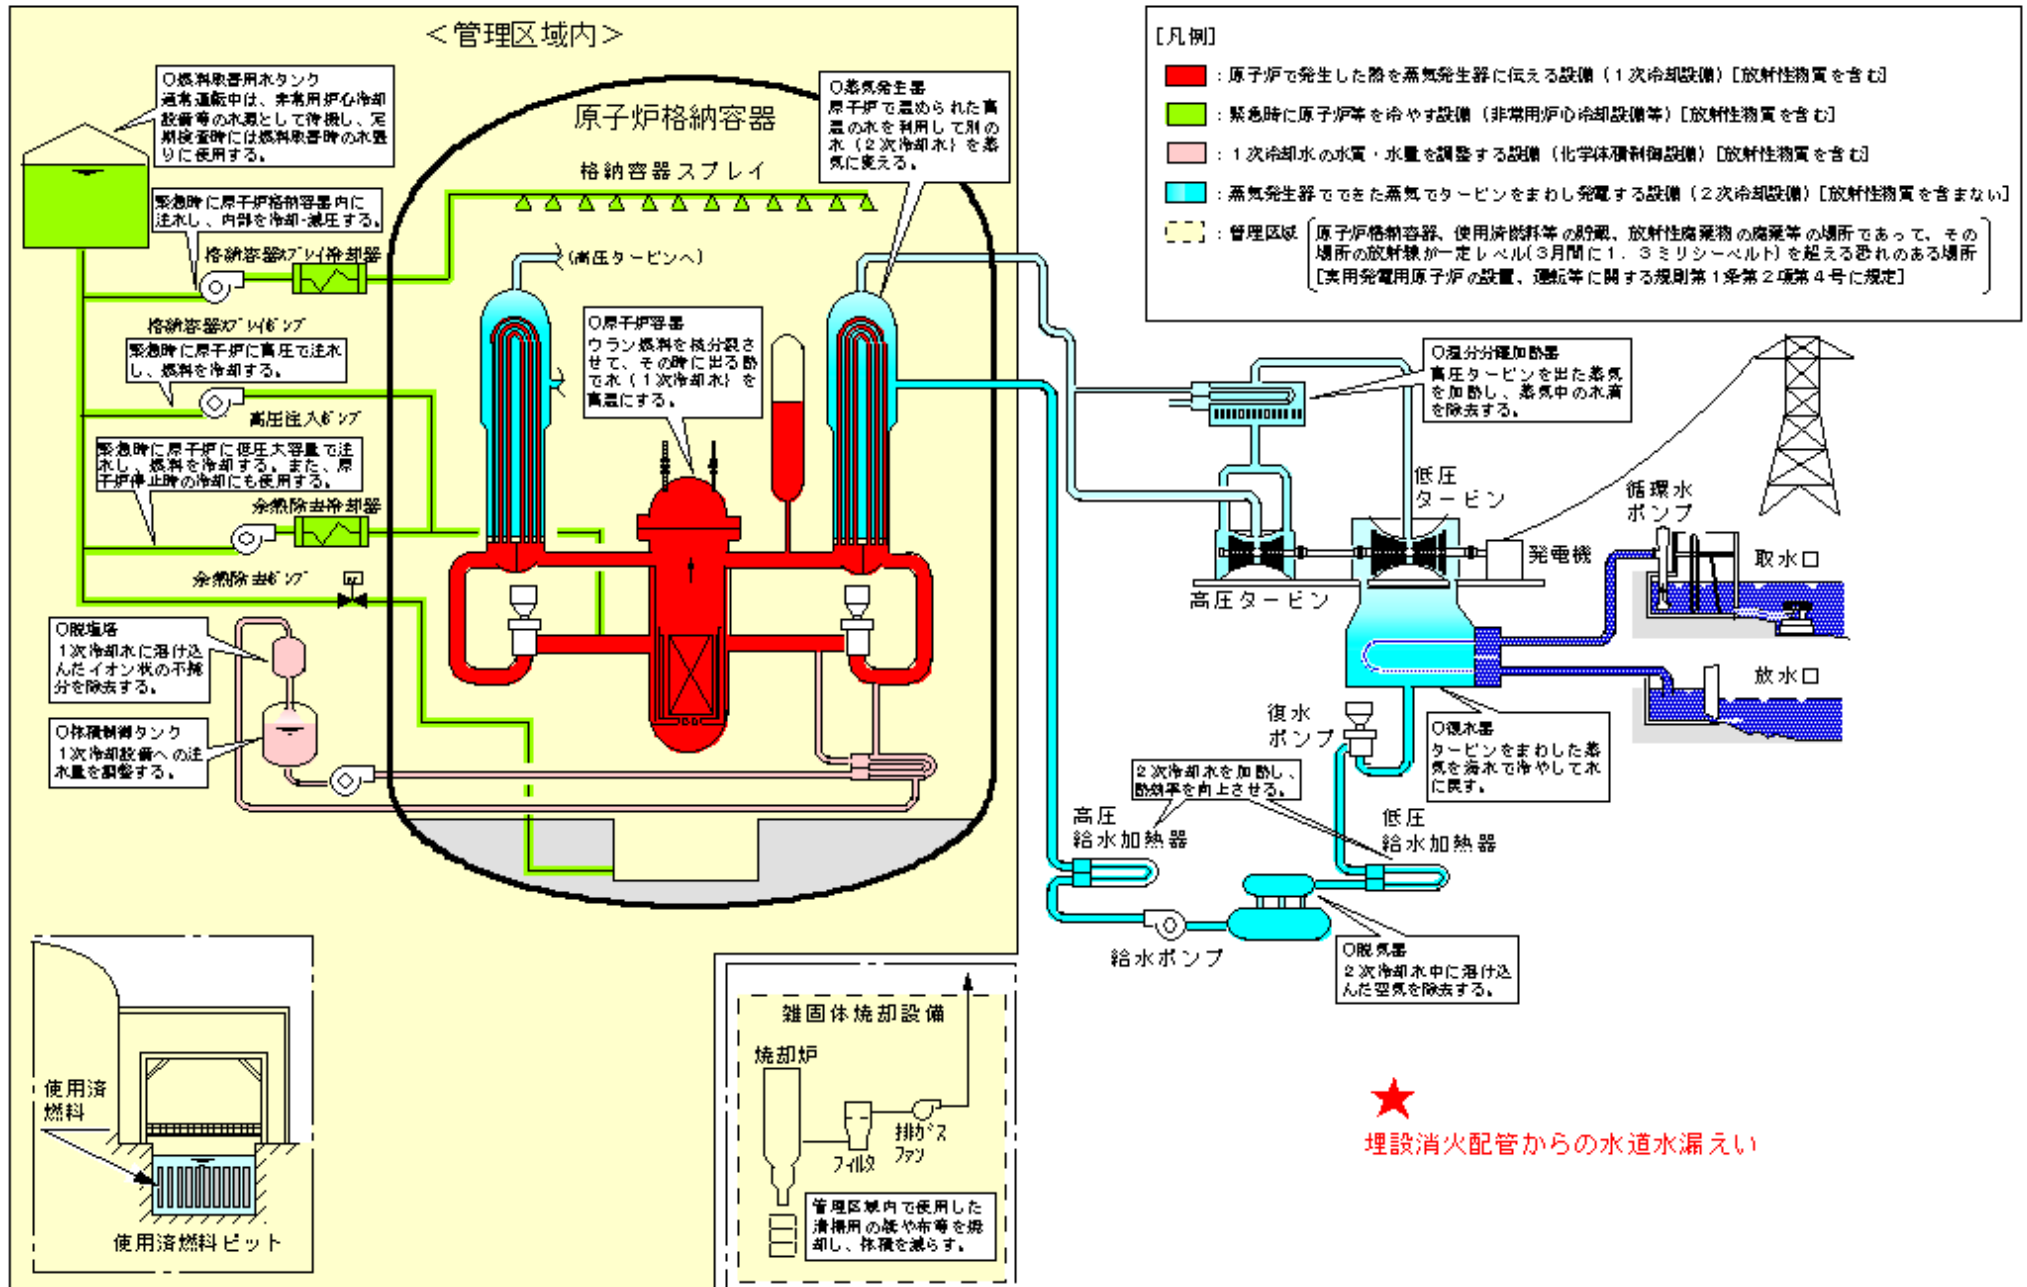 ＜管理区域内＞
○燃料取替用水タンク
通常運転中は、非常用炉心冷却
設備等の水源として待機し、定
期検査時には燃料取替時の水張
りに使用する。
緊急時に原子炉格納容器内に
注水し、内部を冷却・減圧する。
格納容器ｽﾌﾟﾚｲ冷却器
格納容器ｽﾌﾟﾚｲﾎﾟﾝﾌﾟ
緊急時に原子炉に高圧で注水
し、燃料を冷却する。
高圧注入ﾎﾟﾝﾌﾟ
緊急時に原子炉に低圧大容量で注
水し、燃料を冷却する。また、原
子炉停止時の冷却にも使用する。
余熱除去冷却器
余熱除去ﾎﾟﾝﾌﾟ
○脱塩塔
１次冷却水に溶け込
んだイオン状の不純
分を除去する。
○体積制御タンク
１次冷却設備への注
水量を調整する。
原子炉格納容器
格納容器スプレイ
(高圧タービンへ)
○蒸気発生器
原子炉で温められた高
温の水を利用して別の
水（２次冷却水）を蒸
気に変える。
○原子炉容器
ウラン燃料を核分裂さ
せて、その時に出る熱
で水（１次冷却水）を
高温にする。
[凡例]
：原子炉で発生した熱を蒸気発生器に伝える設備（１次冷却設備）[放射性物質を含む]
：緊急時に原子炉等を冷やす設備（非常用炉心冷却設備等）[放射性物質を含む]
：１次冷却水の水質・水量を調整する設備（化学体積制御設備）[放射性物質を含む]
：蒸気発生器でできた蒸気でタービンをまわし発電する設備（２次冷却設備）[放射性物質を含まない]
：管理区域
原子炉格納容器、使用済燃料等の貯蔵、放射性廃棄物の廃棄等の場所であって、その
場所の放射線が一定レベル(３月間に１．３ミリシーベルト)を超える恐れのある場所
[実用発電用原子炉の設置、運転等に関する規則第１条第２項第４号に規定]
○湿分分離加熱器
高圧タービンを出た蒸気
を加熱し、蒸気中の水滴
を除去する。
低圧
タービン
高圧タービン
発電機
循環水
ポンプ
取水口
放水口
復水
ポンプ
○復水器
タービンをまわした蒸
気を海水で冷やして水
に戻す。
２次冷却水を加熱し、
熱効率を向上させる。
高圧
給水加熱器
低圧
給水加熱器
給水ポンプ
○脱気器
２次冷却水中に溶け込
んだ空気を除去する。
使用済
燃料
使用済燃料ピット
雑固体焼却設備
焼却炉
フィルタ
排ｶﾞｽ
ファン
管理区域内で使用した
清掃用の紙や布等を焼
却し、体積を減らす。
埋設消火配管からの水道水漏えい